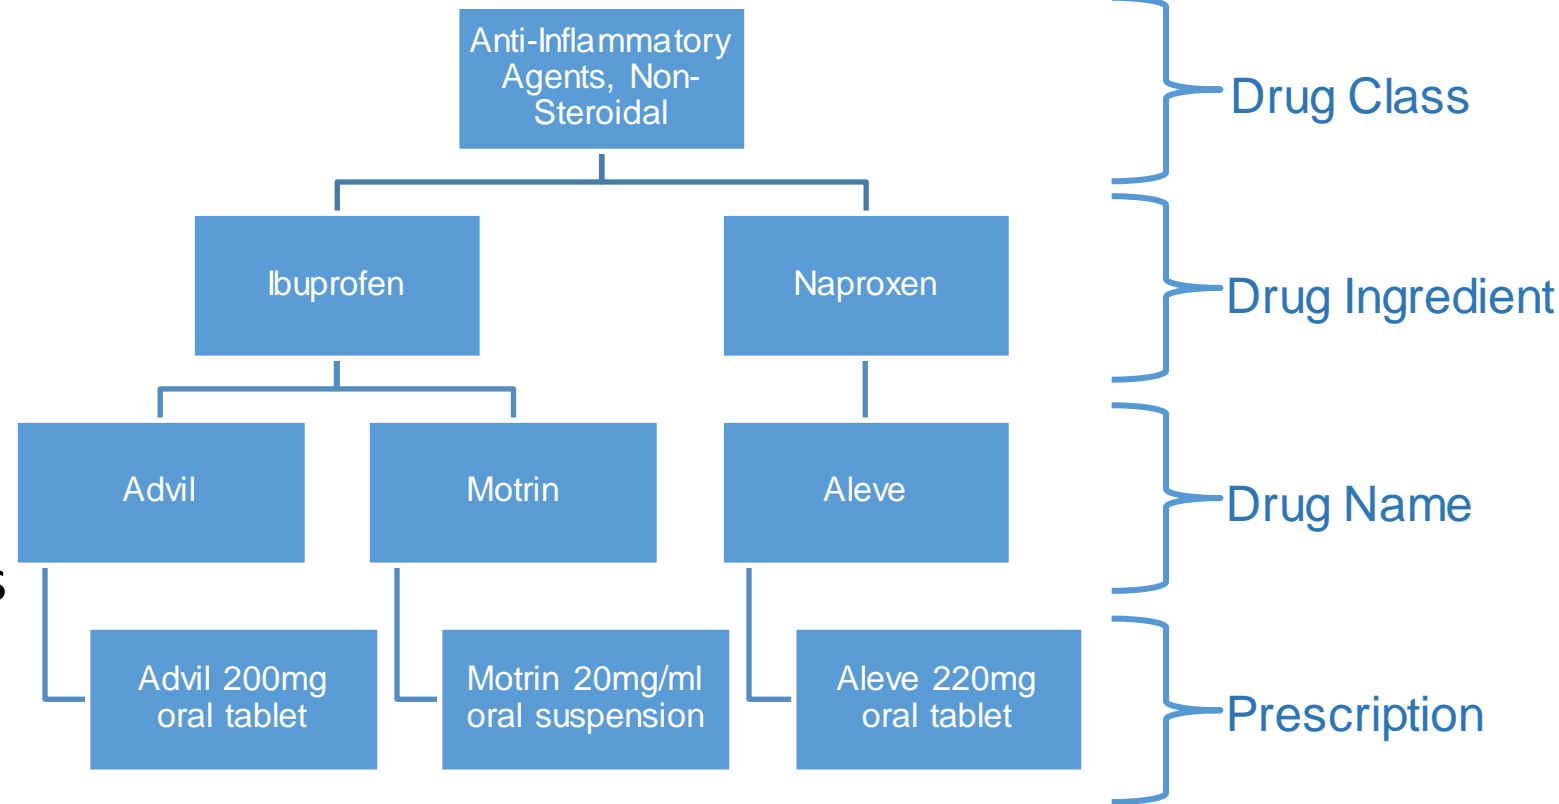 Anti-Inflammatory
Agents, Non-
Steroidal
Drug Class
Ibuprofen
Naproxen
Drug Ingredient
Advil
Motrin
Aleve
Drug Name
s
Advil 200mg
oral tablet
Motrin 20mg/ml
oral suspension
Aleve 220mg
oral tablet
Prescription